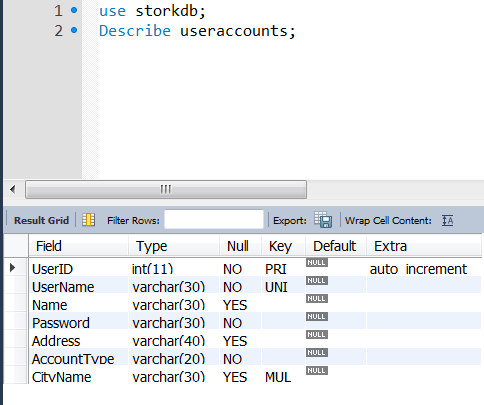 1 use storkdb;
2 Describe useraccounts;
Result Grid Filter Rows: Export: Wrap Cell Content: IA
Field Type Null Key Default Extra
UserID int(11) NO PRI NULL auto_increment
UserName varchar(30) NO UNI NULL
Name varchar(30) YES NULL
Password varchar(30) NO NULL
Address varchar(40) YES NULL
AccountType varchar(20) NO NULL
CityName varchar(30) YES MUL NULL